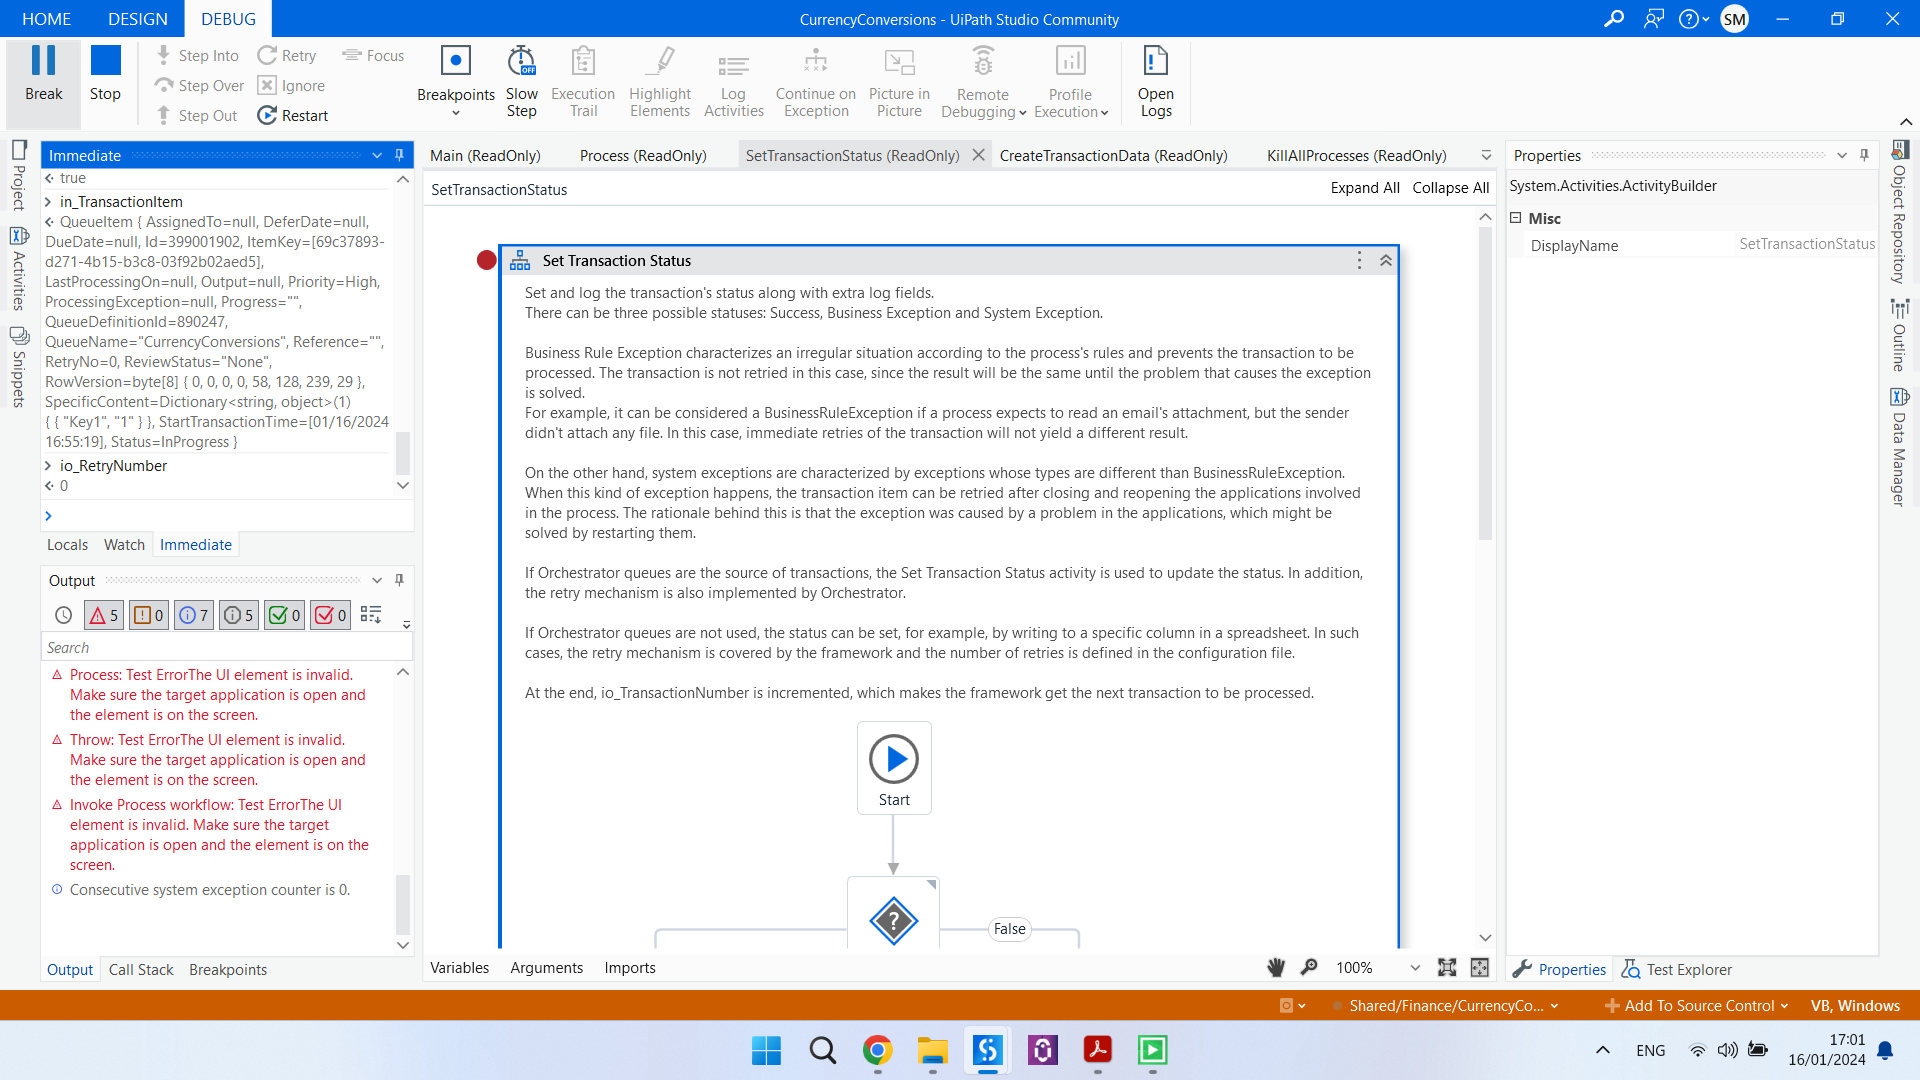 HOME DESIGN DEBUG
CurrencyConversions - UiPath Studio Community
SM
Break
Stop
Step Into
Step Over
Step Out
Retry
Ignore
Restart
Focus
Breakpoints
Slow
Step
OFF
Execution
Trail
Highlight
Elements
Log
Activities
Continue on
Exception
Picture in
Picture
Remote
Debugging
Profile
Execution
Open
Logs
Project
Activities
Snippets
Immediate
true
in_TransactionItem
QueueItem { AssignedTo=null, DeferDate=null,
DueDate=null, Id=399001902, ItemKey=[69c37893-
d271-4b15-b3c8-03f92b02aed5],
LastProcessingOn=null, Output=null, Priority=High,
ProcessingException=null, Progress="",
QueueDefinitionId=890247,
QueueName="CurrencyConversions", Reference="",
RetryNo=0, ReviewStatus="None",
RowVersion=byte[8] { 0, 0, 0, 0, 58, 128, 239, 29 },
SpecificContent=Dictionary<string, object>(1)
{ { "Key1", "1" } }, StartTransactionTime=[01/16/2024
16:55:19], Status=InProgress }
io_RetryNumber
0
Locals Watch Immediate
Output
5 0 7 5 0 0
Search
Process: Test ErrorThe UI element is invalid.
Make sure the target application is open and
the element is on the screen.
Throw: Test ErrorThe UI element is invalid.
Make sure the target application is open and
the element is on the screen.
Invoke Process workflow: Test ErrorThe UI
element is invalid. Make sure the target
application is open and the element is on the
screen.
Consecutive system exception counter is 0.
Output Call Stack Breakpoints
Main (ReadOnly) Process (ReadOnly) SetTransactionStatus (ReadOnly) CreateTransactionData (ReadOnly) KillAllProcesses (ReadOnly)
SetTransactionStatus
Expand All Collapse All
Set Transaction Status
Set and log the transaction's status along with extra log fields.
There can be three possible statuses: Success, Business Exception and System Exception.
Business Rule Exception characterizes an irregular situation according to the process's rules and prevents the transaction to be
processed. The transaction is not retried in this case, since the result will be the same until the problem that causes the exception
is solved.
For example, it can be considered a BusinessRuleException if a process expects to read an email's attachment, but the sender
didn't attach any file. In this case, immediate retries of the transaction will not yield a different result.
On the other hand, system exceptions are characterized by exceptions whose types are different than BusinessRuleException.
When this kind of exception happens, the transaction item can be retried after closing and reopening the applications involved
in the process. The rationale behind this is that the exception was caused by a problem in the applications, which might be
solved by restarting them.
If Orchestrator queues are the source of transactions, the Set Transaction Status activity is used to update the status. In addition,
the retry mechanism is also implemented by Orchestrator.
If Orchestrator queues are not used, the status can be set, for example, by writing to a specific column in a spreadsheet. In such
cases, the retry mechanism is covered by the framework and the number of retries is defined in the configuration file.
At the end, io_TransactionNumber is incremented, which makes the framework get the next transaction to be processed.
Start
?
False
Variables Arguments Imports
100%
Properties
System.Activities.ActivityBuilder
Misc
DisplayName SetTransactionStatus
Properties Test Explorer
Object Repository
Outline
Data Manager
Shared/Finance/CurrencyCo... Add To Source Control VB, Windows
ENG
17:01
16/01/2024